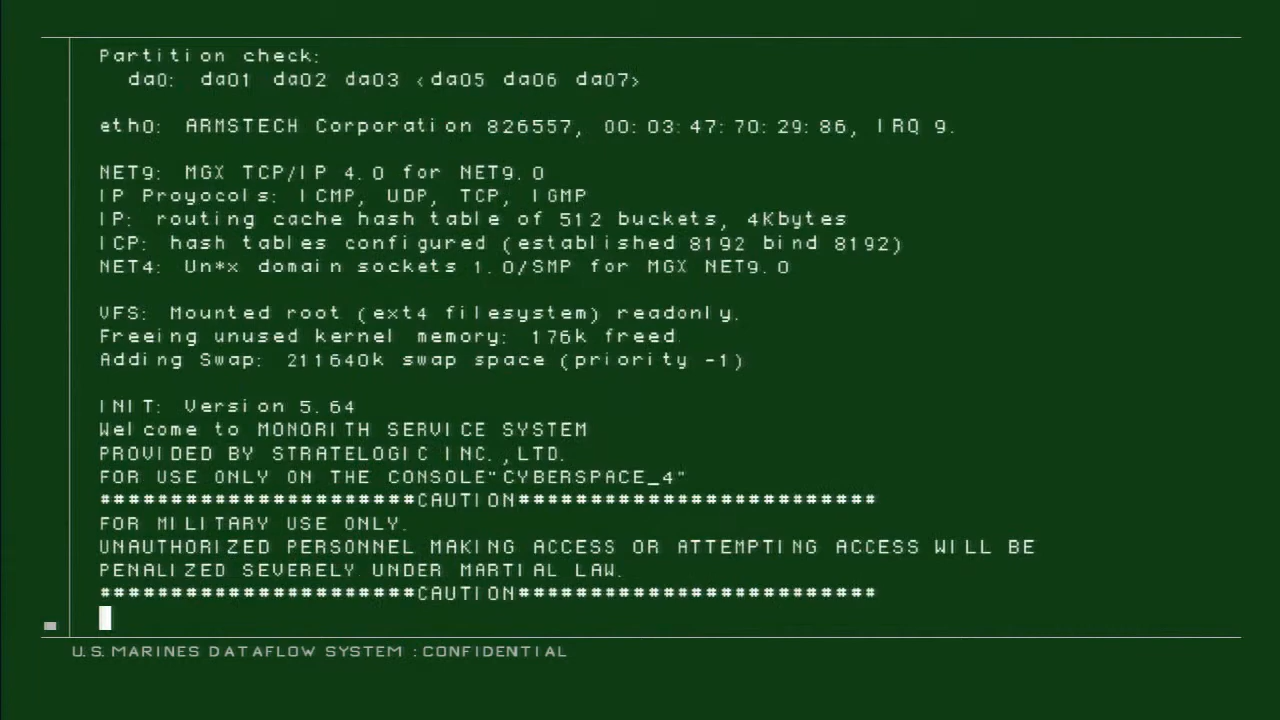 Partition check:
da0: da01 da02 da03 <da05 da06 da07>
eth0: ARMSTECH Corporation 826557, 00:03:47:70:29:86, IRQ 9.
NET9: MGX TCP/IP 4.0 for NET9.0
IP Proyocols: ICMP, UDP, TCP, IGMP
IP: routing cache hash table of 512 buckets, 4Kbytes
ICP: hash tables configured (established 8192 bind 8192)
NET4: Un*x domain sockets 1.0/SMP for MGX NET9.0
VFS: Mounted root (ext4 filesystem) readonly.
Freeing unused kernel memory: 176k freed
Adding Swap: 211640k swap space (priority -1)
INIT: Version 5.64
Welcome to MONORITH SERVICE SYSTEM
PROVIDED BY STRATELOGIC INC.,LTD.
FOR USE ONLY ON THE CONSOLE"CYBERSPACE_4"
######################CAUTION#########################
FOR MILITARY USE ONLY.
UNAUTHORIZED PERSONNEL MAKING ACCESS OR ATTEMPTING ACCESS WILL BE
PENALIZED SEVERELY UNDER MARTIAL LAW.
######################CAUTION#########################
U.S.MARINES DATAFLOW SYSTEM :CONFIDENTIAL